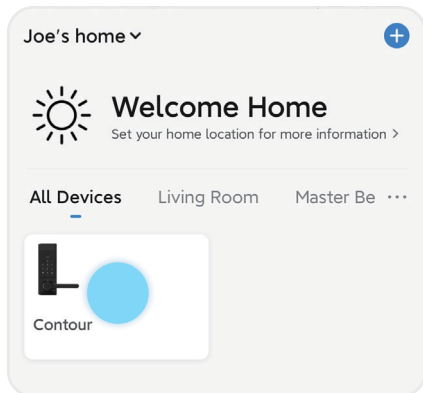 Joe's home
Welcome Home
Set your home location for more information >
All Devices Living Room Master Be ...
Contour